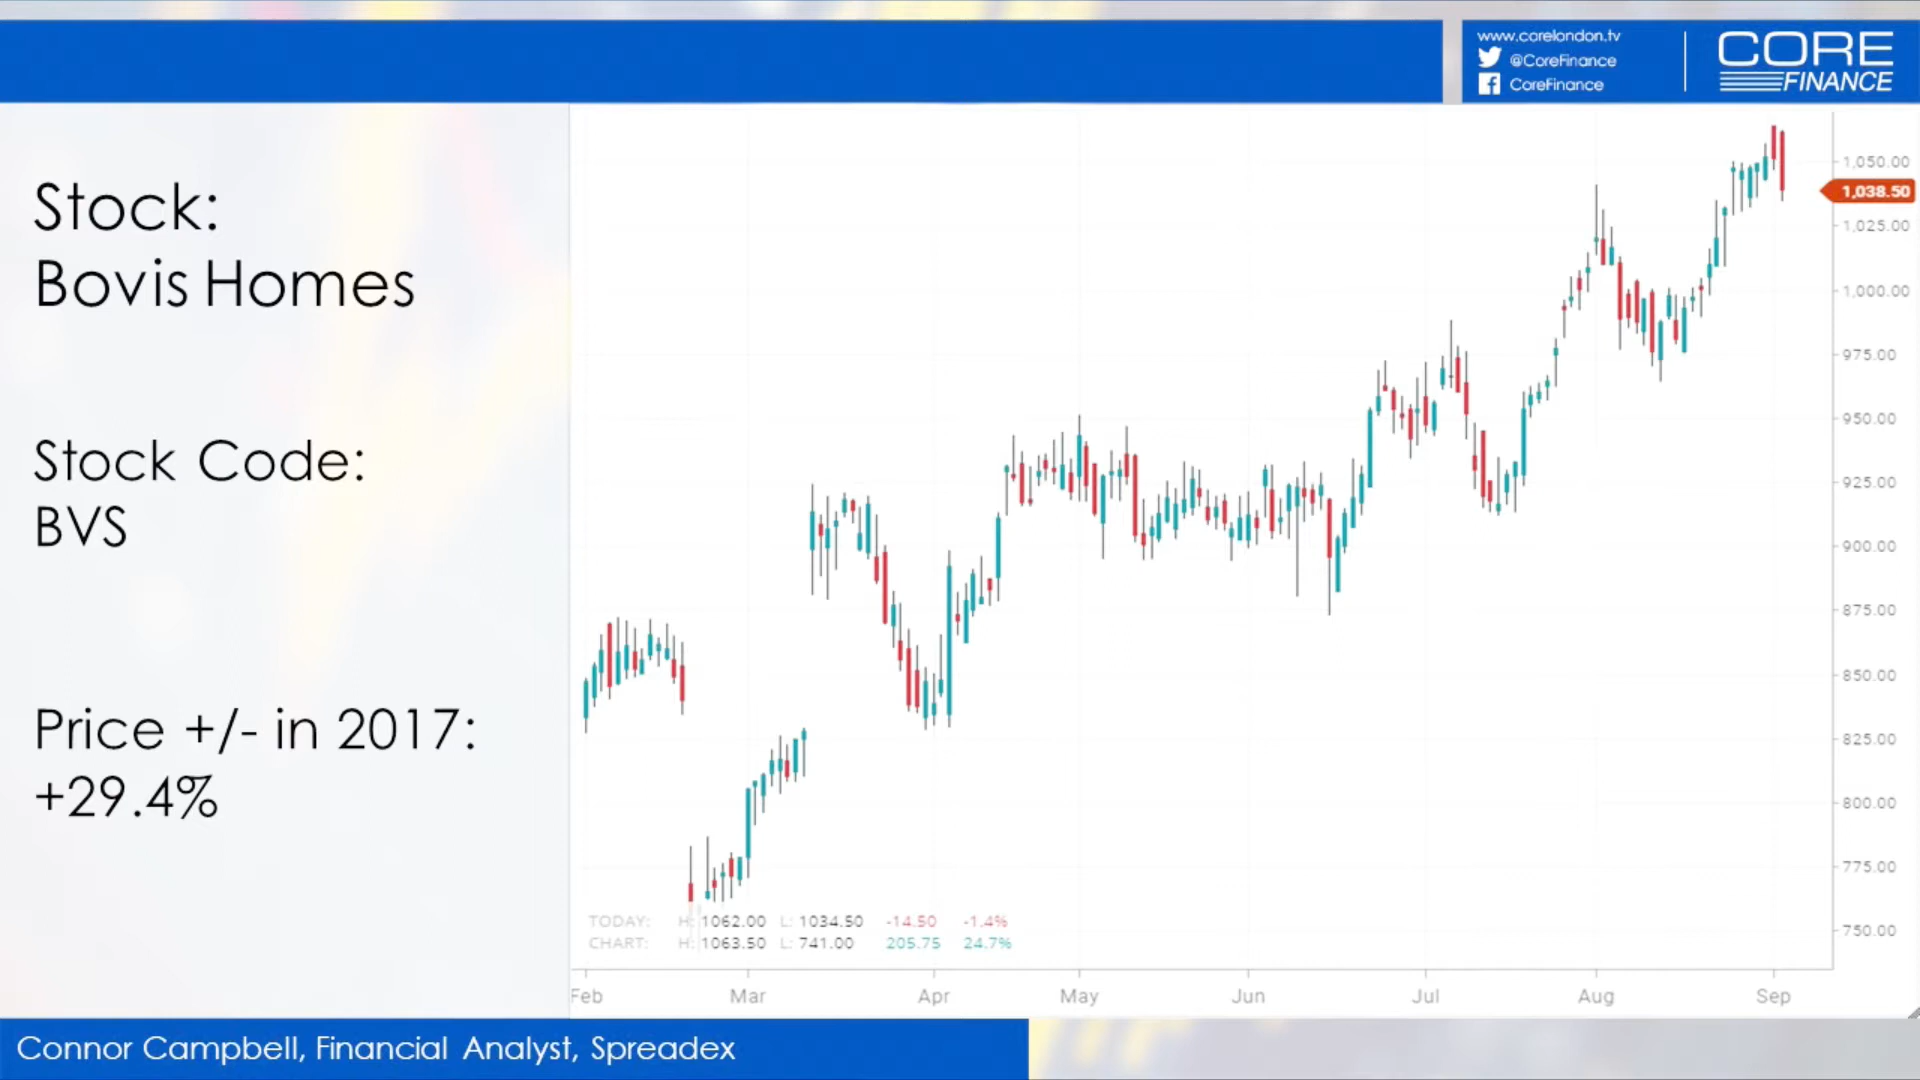 www.corelondon.tv
@CoreFinance
CoreFinance
CORE
FINANCE
Stock:
Bovis Homes
Stock Code:
BVS
Price +/- in 2017:
+29.4%
1,050.00
1,038.50
1,025.00
1,000.00
975.00
950.00
925.00
900.00
875.00
850.00
825.00
800.00
775.00
750.00
TODAY: H: 1062.00 L: 1034.50 -14.50 -1.4%
CHART: H: 1063.50 L: 741.00 205.75 24.7%
Feb Mar Apr May Jun Jul Aug Sep
Connor Campbell, Financial Analyst, Spreadex